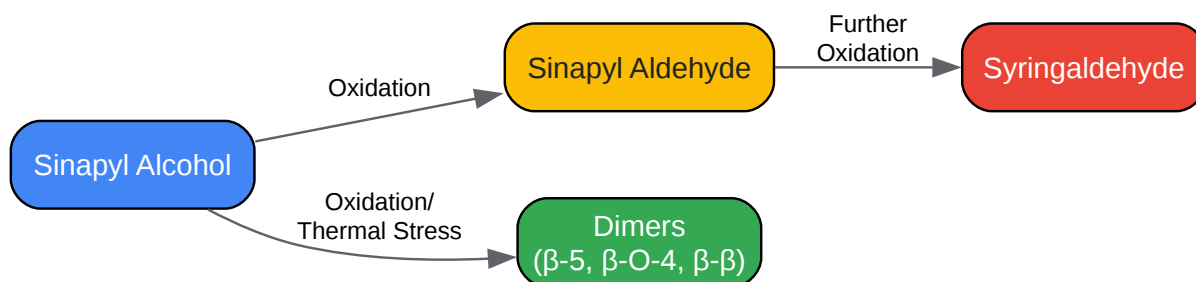 Sinapyl Alcohol
Oxidation
Sinapyl Aldehyde
Further
Oxidation
Syringaldehyde
Oxidation/
Thermal Stress
Dimers
(β-5, β-O-4, β-β)